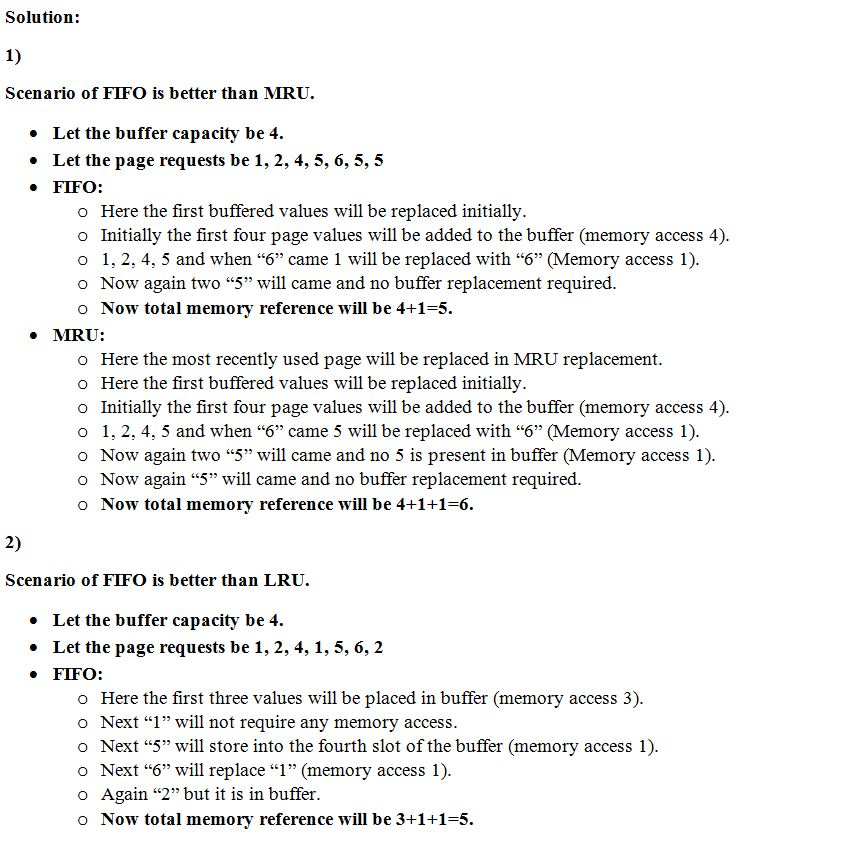 Solution:
1)
Scenario of FIFO is better than MRU.
• Let the buffer capacity be 4.
• Let the page requests be 1, 2, 4, 5, 6, 5, 5
• FIFO:
o Here the first buffered values will be replaced initially.
o Initially the first four page values will be added to the buffer (memory access 4).
o 1, 2, 4, 5 and when “6” came 1 will be replaced with “6” (Memory access 1).
o Now again two “5” will came and no buffer replacement required.
o Now total memory reference will be 4+1=5.
• MRU:
o Here the most recently used page will be replaced in MRU replacement.
o Here the first buffered values will be replaced initially.
o Initially the first four page values will be added to the buffer (memory access 4).
o 1, 2, 4, 5 and when “6” came 5 will be replaced with “6” (Memory access 1).
o Now again two “5” will came and no 5 is present in buffer (Memory access 1).
o Now again “5” will came and no buffer replacement required.
o Now total memory reference will be 4+1+1=6.
2)
Scenario of FIFO is better than LRU.
• Let the buffer capacity be 4.
• Let the page requests be 1, 2, 4, 1, 5, 6, 2
• FIFO:
o Here the first three values will be placed in buffer (memory access 3).
o Next “1” will not require any memory access.
o Next “5” will store into the fourth slot of the buffer (memory access 1).
o Next “6” will replace “1” (memory access 1).
o Again “2” but it is in buffer.
o Now total memory reference will be 3+1+1=5.